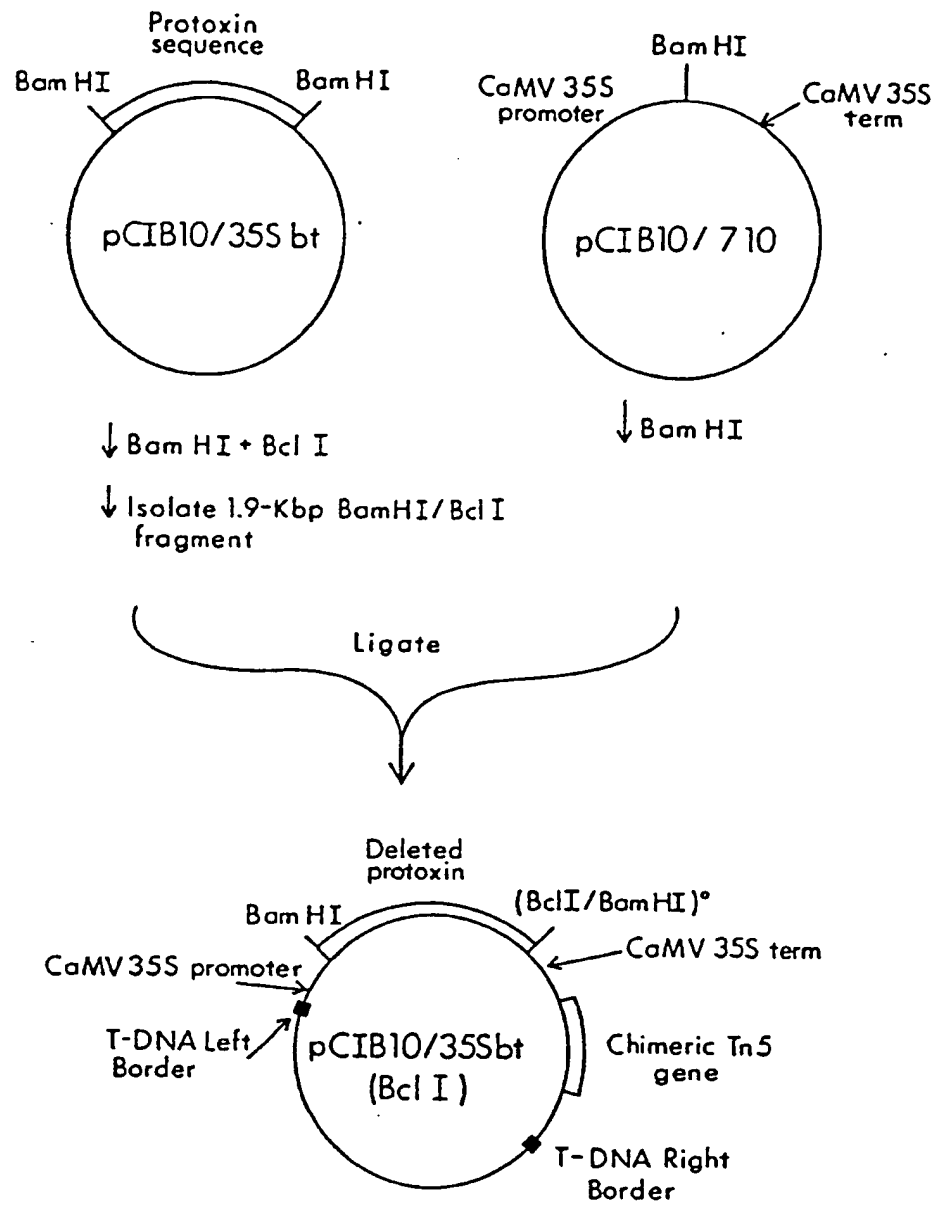 Protoxin
sequence
Bam HI
Bam HI
pCIB10/35S bt
Bam HI
CaMV 35S
promoter
CaMV 35S
term
pCIB10/710
↓ Bam HI + Bcl I
↓ Isolate 1.9-Kbp BamHI/Bcl I
fragment
↓ Bam HI
Ligate
Deleted
protoxin
Bam HI
(BclI/BamHI)°
CaMV 35S promoter
CaMV 35S term
T-DNA Left
Border
pCIB10/35Sbt
(Bcl I)
Chimeric Tn5
gene
T-DNA Right
Border